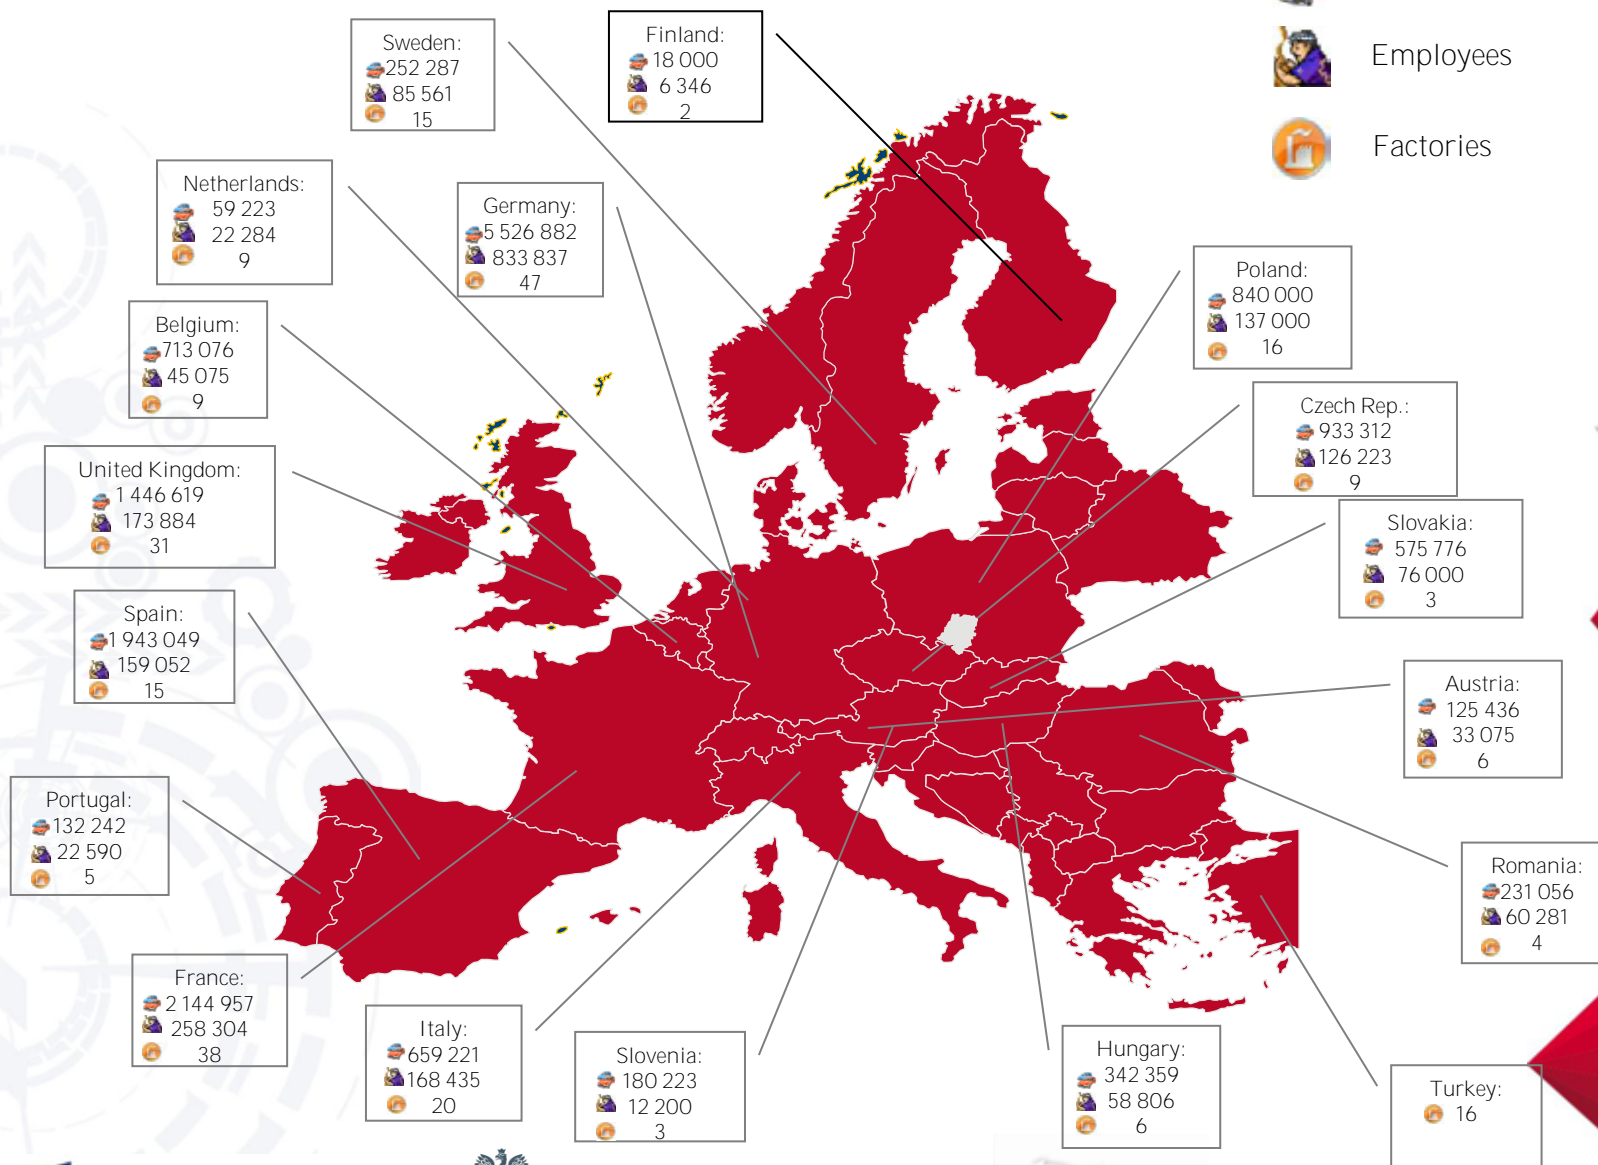 Employees
Factories
Sweden:
252 287
85 561
15
Finland:
18 000
6 346
2
Netherlands:
59 223
22 284
9
Germany:
5 526 882
833 837
47
Poland:
840 000
137 000
16
Belgium:
713 076
45 075
9
Czech Rep.:
933 312
126 223
9
United Kingdom:
1 446 619
173 884
31
Slovakia:
575 776
76 000
3
Spain:
1 943 049
159 052
15
Austria:
125 436
33 075
6
Portugal:
132 242
22 590
5
Romania:
231 056
60 281
4
France:
2 144 957
258 304
38
Italy:
659 221
168 435
20
Slovenia:
180 223
12 200
3
Hungary:
342 359
58 806
6
Turkey:
16